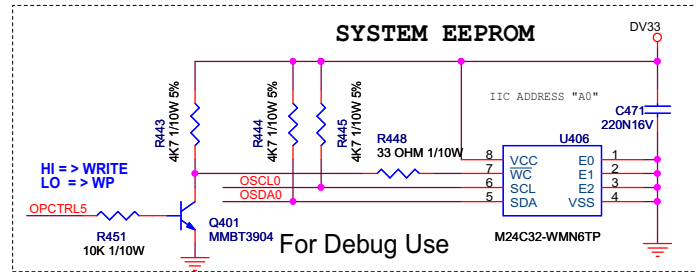 SYSTEM EEPROM
DV33
IIC ADDRESS "A0"
R443
4K7 1/10W 5%
R444
4K7 1/10W 5%
R445
4K7 1/10W 5%
C471
220N16V
R448
33 OHM 1/10W
U406
8 VCC E0 1
7 WC E1 2
6 SCL E2 3
5 SDA VSS 4
M24C32-WMN6TP
HI = > WRITE
LO = > WP
OSCL0
OSDA0
OPCTRL5
R451
10K 1/10W
Q401
MMBT3904
For Debug Use